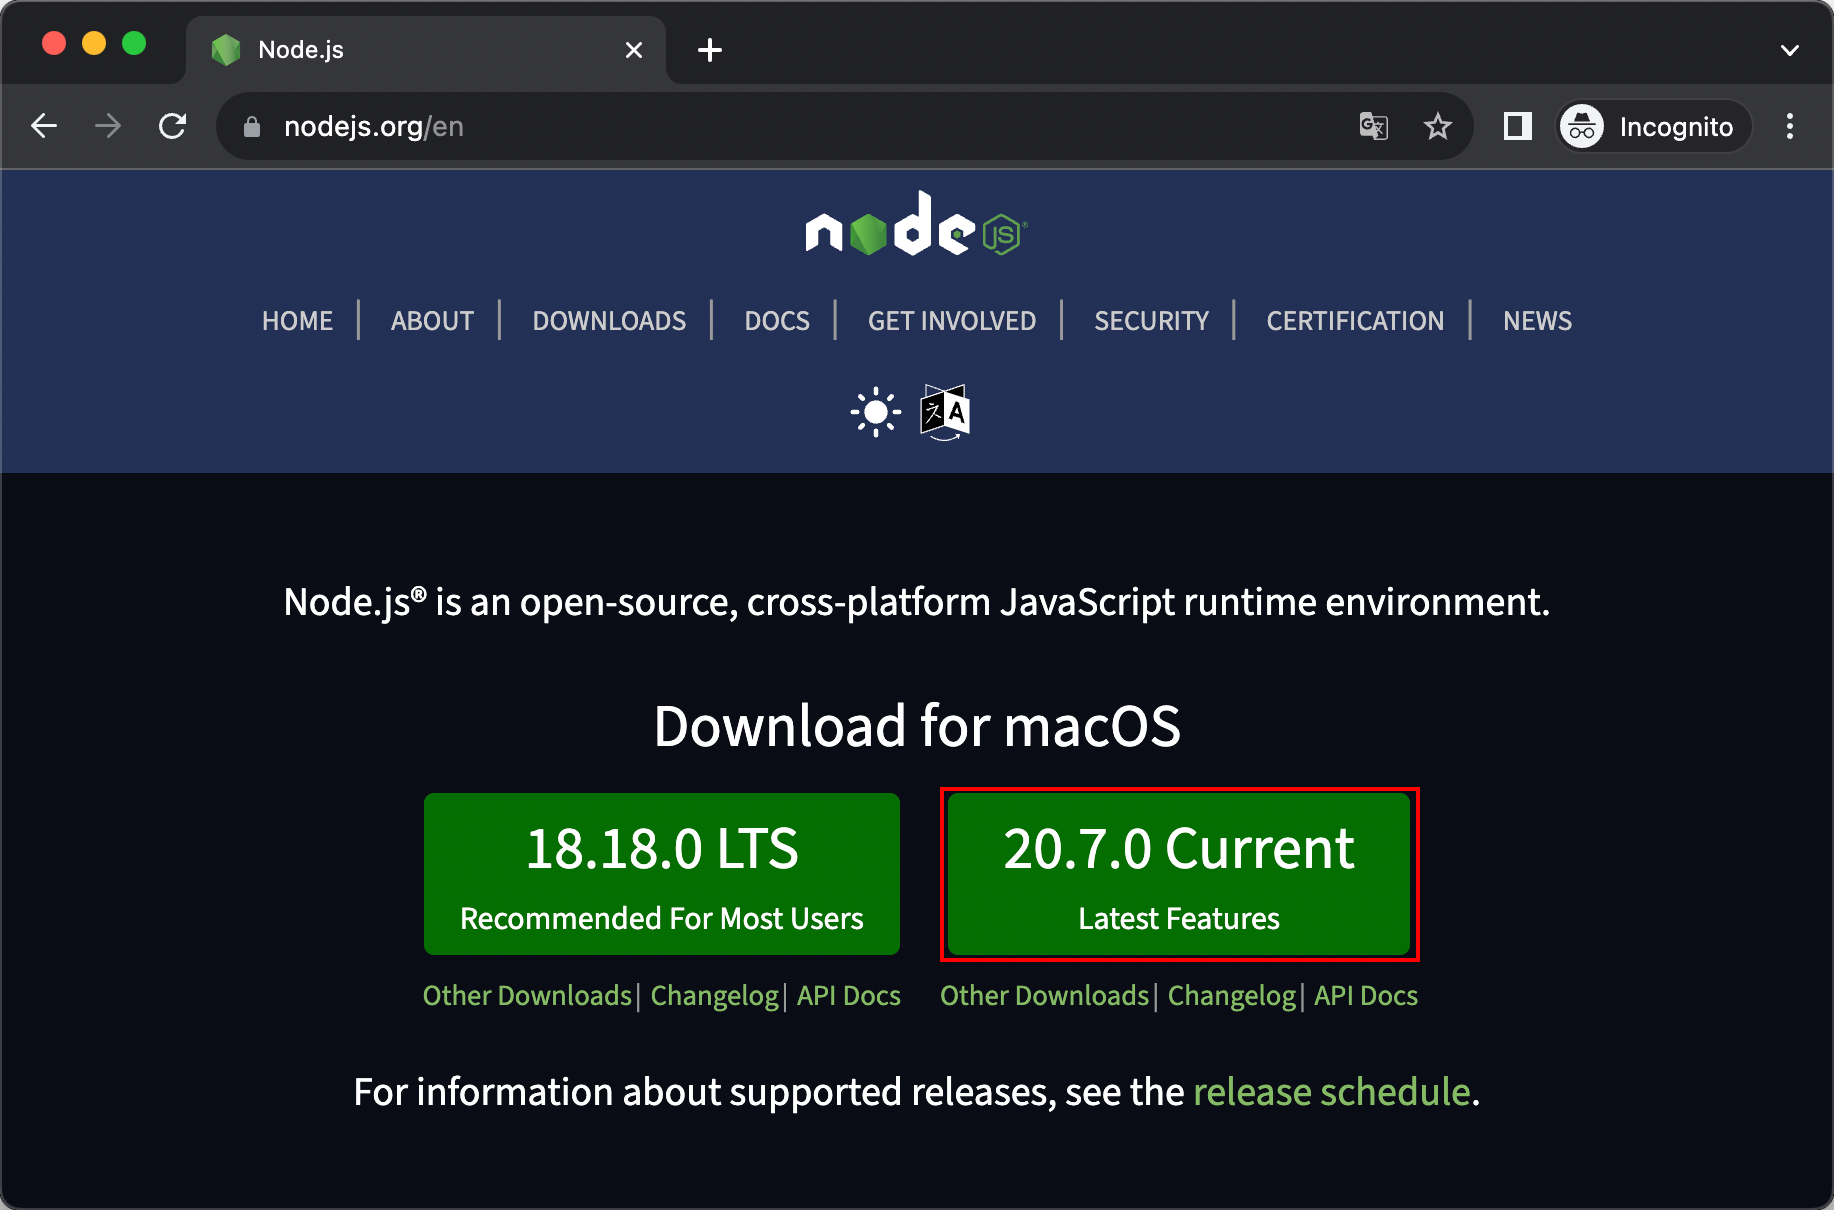 Node.js
nodejs.org/en
Incognito
node JS ®
HOME | ABOUT | DOWNLOADS | DOCS | GET INVOLVED | SECURITY | CERTIFICATION | NEWS
Node.js® is an open-source, cross-platform JavaScript runtime environment.
Download for macOS
18.18.0 LTS
Recommended For Most Users
Other Downloads | Changelog | API Docs
20.7.0 Current
Latest Features
Other Downloads | Changelog | API Docs
For information about supported releases, see the release schedule.